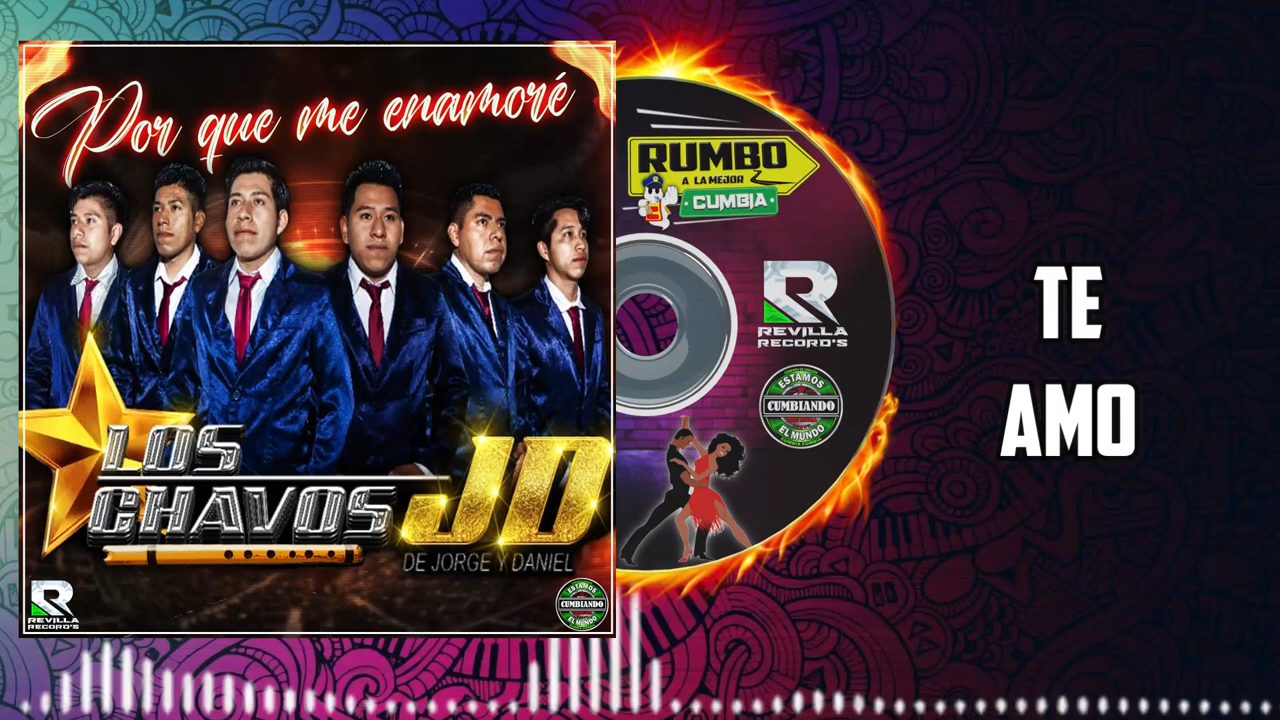 Por que me enamoré
LOS
CHAVOS
JD
DE JORGE Y DANIEL
REVILLA
RECORD'S
ESTAMOS
CUMBIANDO
EL MUNDO
RUMBO
A LA MEJOR
CUMBIA
REVILLA
RECORD'S
ESTAMOS
CUMBIANDO
EL MUNDO
TE
AMO